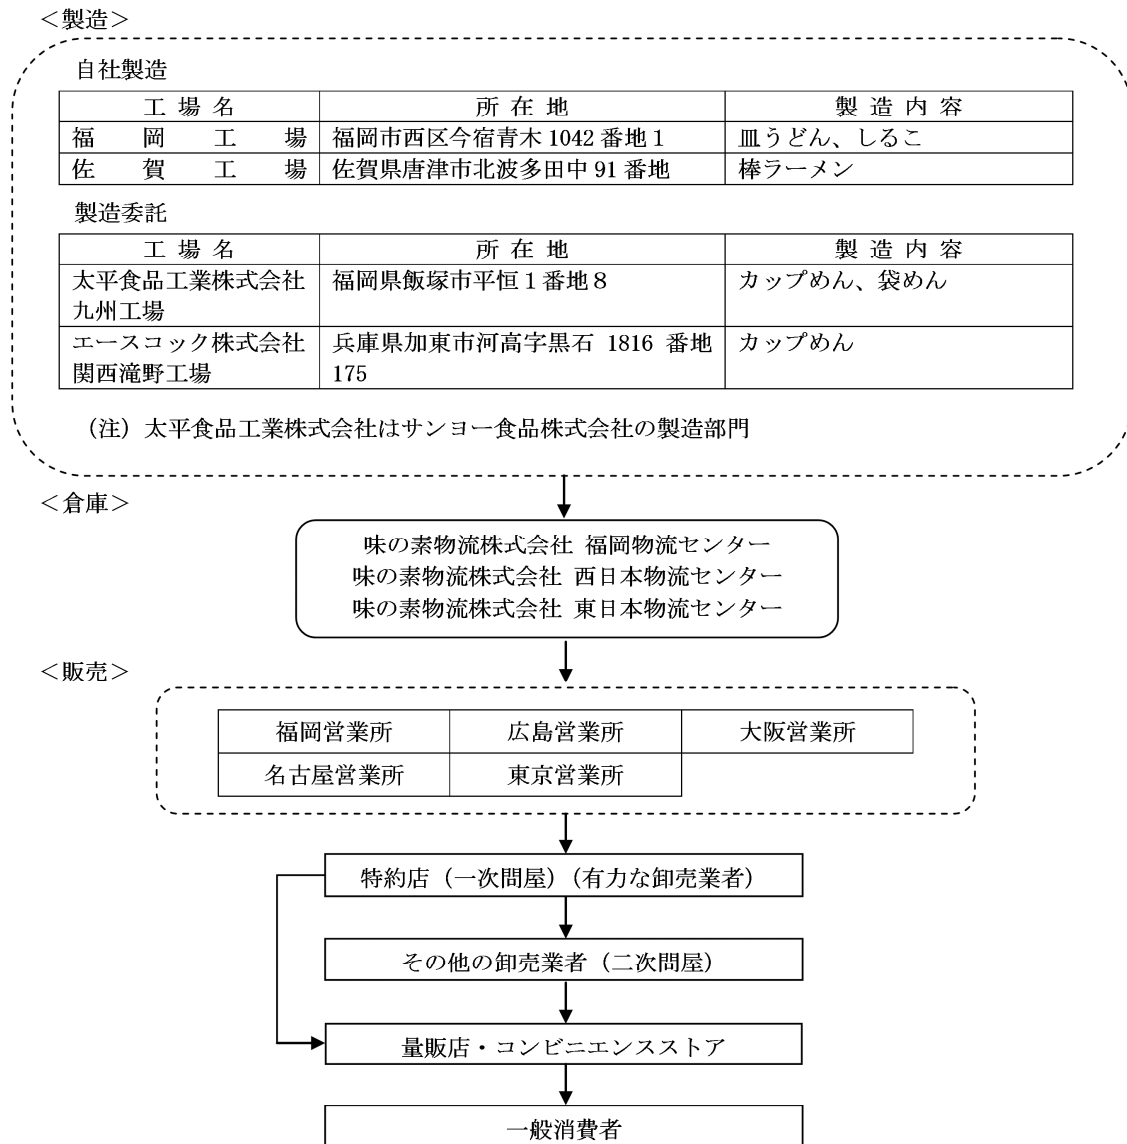 ＜製造＞
自社製造
工場名 所在地 製造内容
福岡工場 福岡市西区今宿青木1042番地1 皿うどん、しるこ
佐賀工場 佐賀県唐津市北波多田中91番地 棒ラーメン
製造委託
工場名 所在地 製造内容
太平食品工業株式会社 福岡県飯塚市平恒1番地8 カップめん、袋めん
九州工場
エースコック株式会社 兵庫県加東市河高字黒石 1816 番地 カップめん
関西滝野工場 175
（注）太平食品工業株式会社はサンヨー食品株式会社の製造部門
＜倉庫＞
味の素物流株式会社 福岡物流センター
味の素物流株式会社 西日本物流センター
味の素物流株式会社 東日本物流センター
＜販売＞
福岡営業所 広島営業所 大阪営業所
名古屋営業所 東京営業所
特約店（一次問屋）（有力な卸売業者）
その他の卸売業者（二次問屋）
量販店・コンビニエンスストア
一般消費者